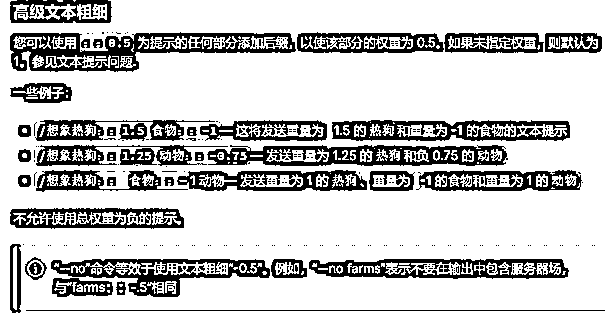 高级文本粗细
您可以使用 ::0.5 为提示的任何部分添加后缀，以使该部分的权重为 0.5。如果未指定权重，则默认为
1。参见文本提示问题。
一些例子：
/想象热狗：: 1.5 食物：: -1—这将发送重量为 1.5 的 热狗 和重量为 -1 的食物的文本提示
/想象热狗：: 1.25 动物：: -0.75—发送重量为 1.25 的 热狗 和负 0.75 的 动物
/想象热狗：: 食物：: -1 动物—发送重量为 1 的 热狗、重量为 -1 的食物和重量为 1 的 动物
不允许使用总权重为负的提示。
“—no”命令等效于使用文本粗细“-0.5”。例如，“—no farms”表示不要在输出中包含服务器场，
与“farms：：-.5”相同